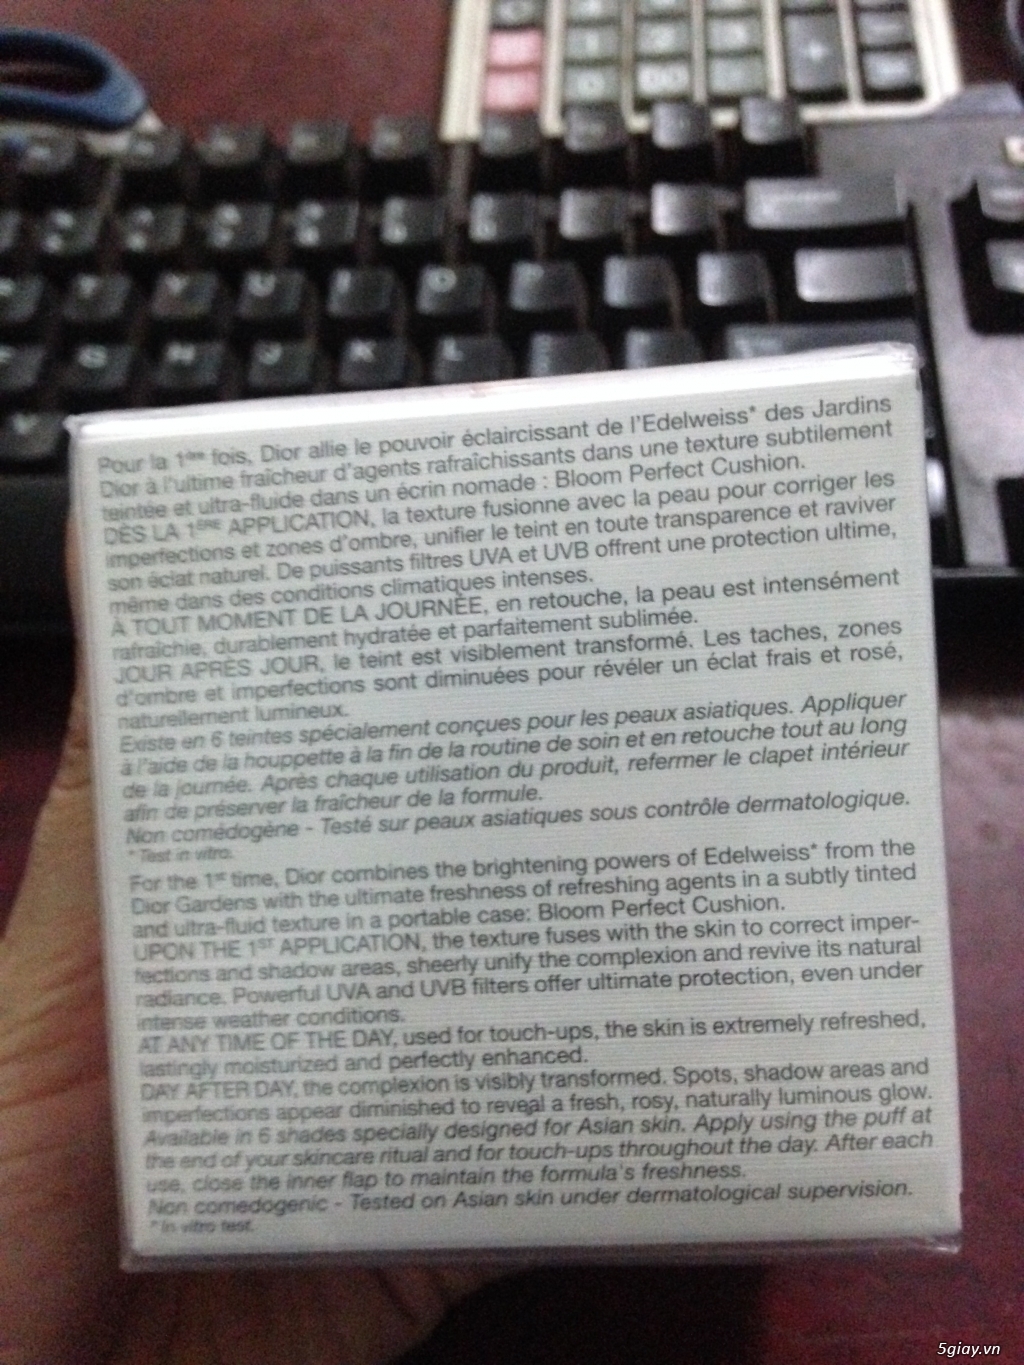 Pour la 1ère fois, Dior allie le pouvoir éclaircissant de l'Edelweiss* des Jardins
Dior à l'ultime fraîcheur d'agents rafraîchissants dans une texture subtilement
teintée et ultra-fluide dans un écrin nomade : Bloom Perfect Cushion.
DÈS LA 1ÈRE APPLICATION, la texture fusionne avec la peau pour corriger les
imperfections et zones d'ombre, unifier le teint en toute transparence et raviver
son éclat naturel. De puissants filtres UVA et UVB offrent une protection ultime,
même dans des conditions climatiques intenses.
À TOUT MOMENT DE LA JOURNÉE, en retouche, la peau est intensément
rafraîchie, durablement hydratée et parfaitement sublimée.
JOUR APRÈS JOUR, le teint est visiblement transformé. Les taches, zones
d'ombre et imperfections sont diminuées pour révéler un éclat frais et rosé,
naturellement lumineux.
Existe en 6 teintes spécialement conçues pour les peaux asiatiques. Appliquer
à l'aide de la houppette à la fin de la routine de soin et en retouche tout au long
de la journée. Après chaque utilisation du produit, refermer le clapet intérieur
afin de préserver la fraîcheur de la formule.
Non comédogène - Testé sur peaux asiatiques sous contrôle dermatologique.
* Test in vitro.
For the 1st time, Dior combines the brightening powers of Edelweiss* from the
Dior Gardens with the ultimate freshness of refreshing agents in a subtly tinted
and ultra-fluid texture in a portable case: Bloom Perfect Cushion.
UPON THE 1ST APPLICATION, the texture fuses with the skin to correct imper-
fections and shadow areas, sheerly unify the complexion and revive its natural
radiance. Powerful UVA and UVB filters offer ultimate protection, even under
intense weather conditions.
AT ANY TIME OF THE DAY, used for touch-ups, the skin is extremely refreshed,
lastingly moisturized and perfectly enhanced.
DAY AFTER DAY, the complexion is visibly transformed. Spots, shadow areas and
imperfections appear diminished to reveal a fresh, rosy, naturally luminous glow.
Available in 6 shades specially designed for Asian skin. Apply using the puff at
the end of your skincare ritual and for touch-ups throughout the day. After each
use, close the inner flap to maintain the formula's freshness.
Non comedogenic - Tested on Asian skin under dermatological supervision.
* In vitro test.
5giay.vn